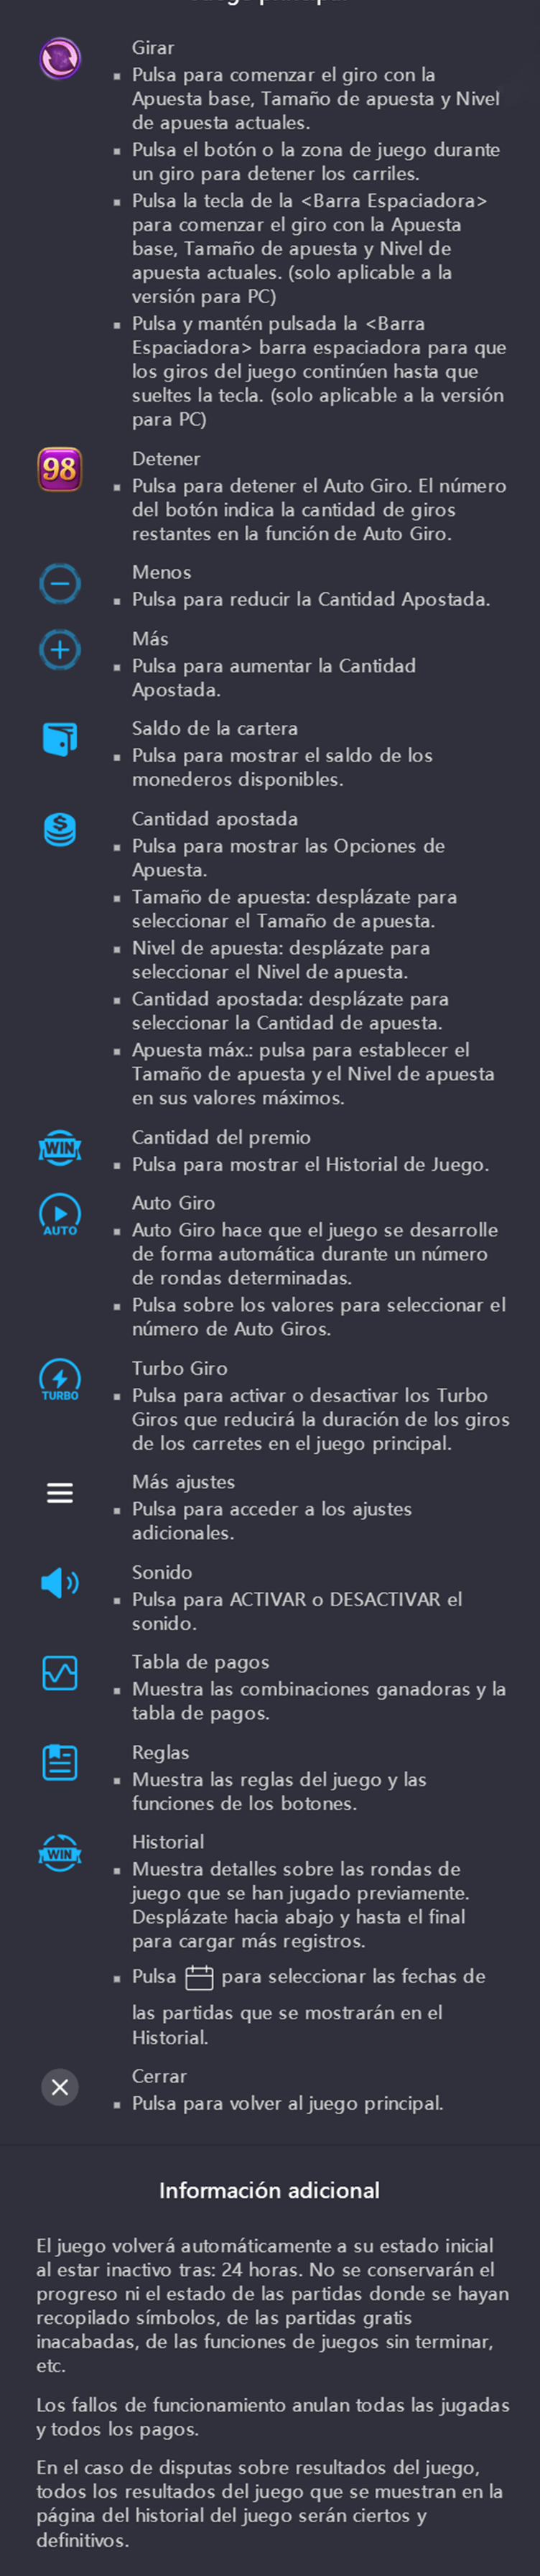 Juego principal
Girar
▪ Pulsa para comenzar el giro con la
Apuesta base, Tamaño de apuesta y Nivel
de apuesta actuales.
▪ Pulsa el botón o la zona de juego durante
un giro para detener los carriles.
▪ Pulsa la tecla de la <Barra Espaciadora>
para comenzar el giro con la Apuesta
base, Tamaño de apuesta y Nivel de
apuesta actuales. (solo aplicable a la
versión para PC)
▪ Pulsa y mantén pulsada la <Barra
Espaciadora> barra espaciadora para que
los giros del juego continúen hasta que
sueltes la tecla. (solo aplicable a la versión
para PC)
98 Detener
▪ Pulsa para detener el Auto Giro. El número
del botón indica la cantidad de giros
restantes en la función de Auto Giro.
Menos
▪ Pulsa para reducir la Cantidad Apostada.
Más
▪ Pulsa para aumentar la Cantidad
Apostada.
Saldo de la cartera
▪ Pulsa para mostrar el saldo de los
monederos disponibles.
$ Cantidad apostada
▪ Pulsa para mostrar las Opciones de
Apuesta.
▪ Tamaño de apuesta: desplázate para
seleccionar el Tamaño de apuesta.
▪ Nivel de apuesta: desplázate para
seleccionar el Nivel de apuesta.
▪ Cantidad apostada: desplázate para
seleccionar la Cantidad de apuesta.
▪ Apuesta máx.: pulsa para establecer el
Tamaño de apuesta y el Nivel de apuesta
en sus valores máximos.
WIN Cantidad del premio
▪ Pulsa para mostrar el Historial de Juego.
AUTO Auto Giro
▪ Auto Giro hace que el juego se desarrolle
de forma automática durante un número
de rondas determinadas.
▪ Pulsa sobre los valores para seleccionar el
número de Auto Giros.
TURBO Turbo Giro
▪ Pulsa para activar o desactivar los Turbo
Giros que reducirá la duración de los giros
de los carretes en el juego principal.
Más ajustes
▪ Pulsa para acceder a los ajustes
adicionales.
Sonido
▪ Pulsa para ACTIVAR o DESACTIVAR el
sonido.
Tabla de pagos
▪ Muestra las combinaciones ganadoras y la
tabla de pagos.
Reglas
▪ Muestra las reglas del juego y las
funciones de los botones.
WIN Historial
▪ Muestra detalles sobre las rondas de
juego que se han jugado previamente.
Desplázate hacia abajo y hasta el final
para cargar más registros.
▪ Pulsa para seleccionar las fechas de
las partidas que se mostrarán en el
Historial.
Cerrar
▪ Pulsa para volver al juego principal.
Información adicional
El juego volverá automáticamente a su estado inicial
al estar inactivo tras: 24 horas. No se conservarán el
progreso ni el estado de las partidas donde se hayan
recopilado símbolos, de las partidas gratis
inacabadas, de las funciones de juegos sin terminar,
etc.
Los fallos de funcionamiento anulan todas las jugadas
y todos los pagos.
En el caso de disputas sobre resultados del juego,
todos los resultados del juego que se muestran en la
página del historial del juego serán ciertos y
definitivos.